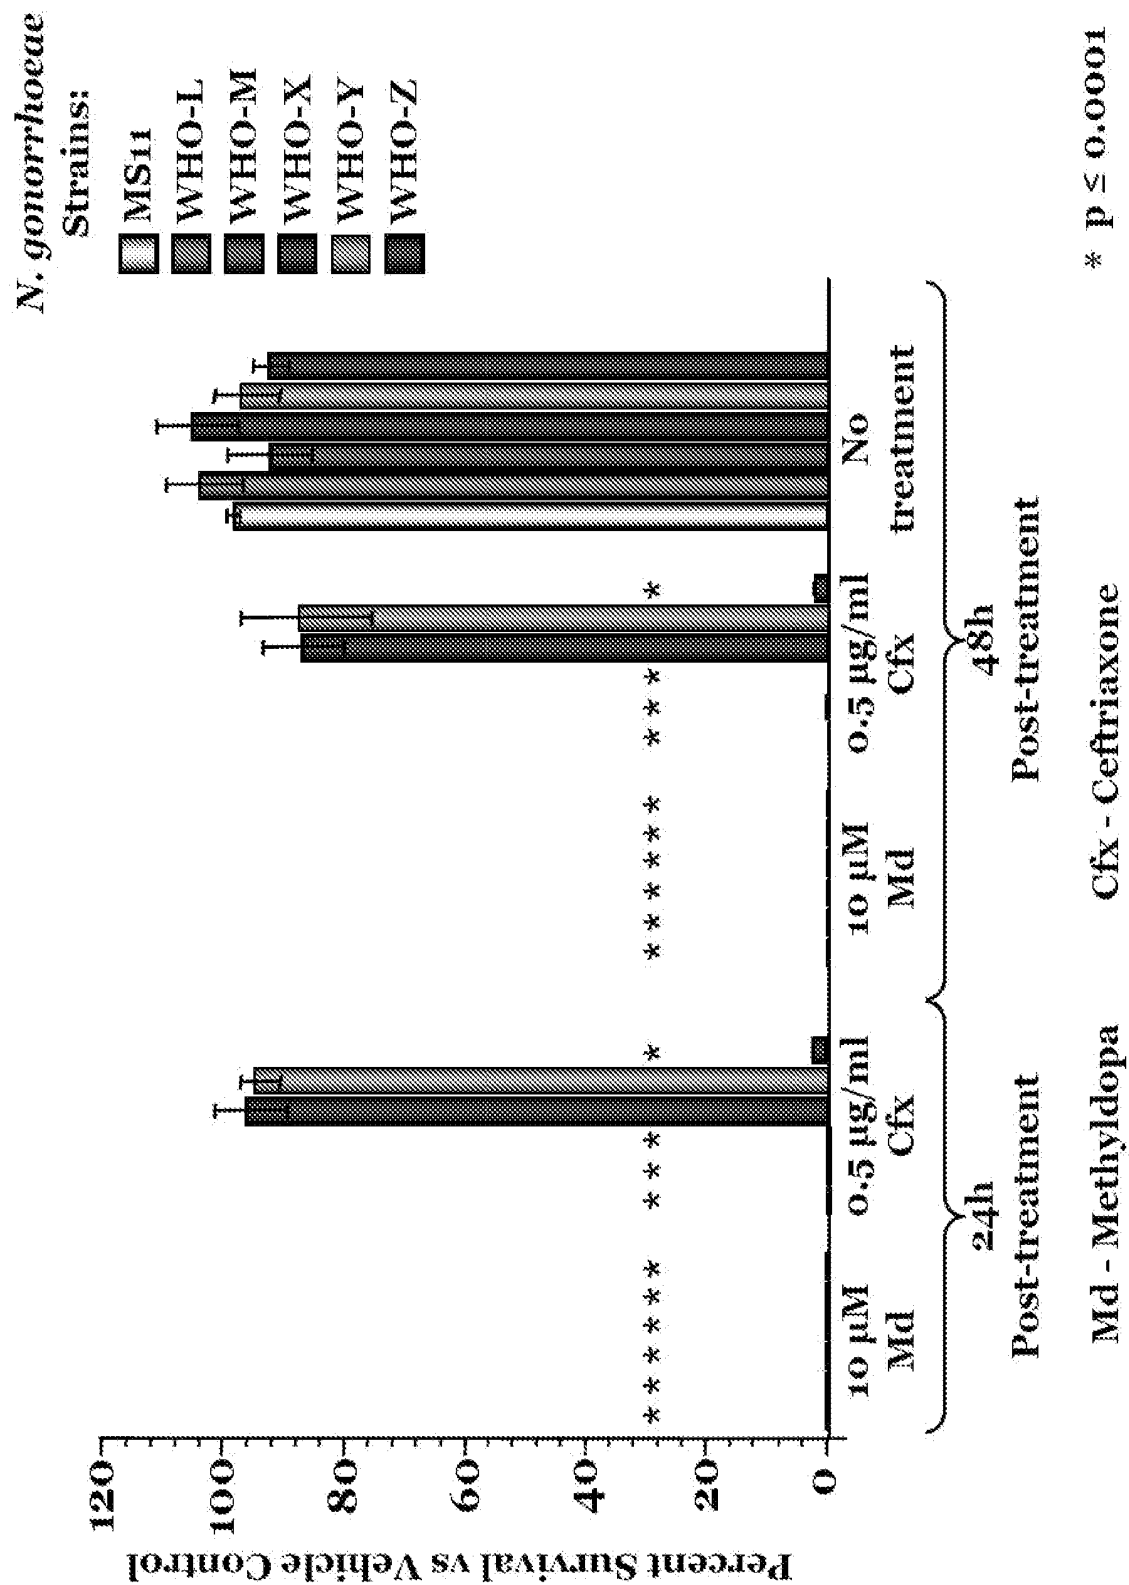 N. gonorrhoeae
Strains:
MS11
WHO-L
WHO-M
WHO-X
WHO-Y
WHO-Z
Percent Survival vs Vehicle Control
120
100
80
60
40
20
0
* * * * * *
* * *
*
* * * * * *
* * *
*
10 µM
Md
0.5 µg/ml
Cfx
10 µM
Md
0.5 µg/ml
Cfx
No
treatment
24h
Post-treatment
48h
Post-treatment
Md - Methyldopa
Cfx - Ceftriaxone
* p ≤ 0.0001